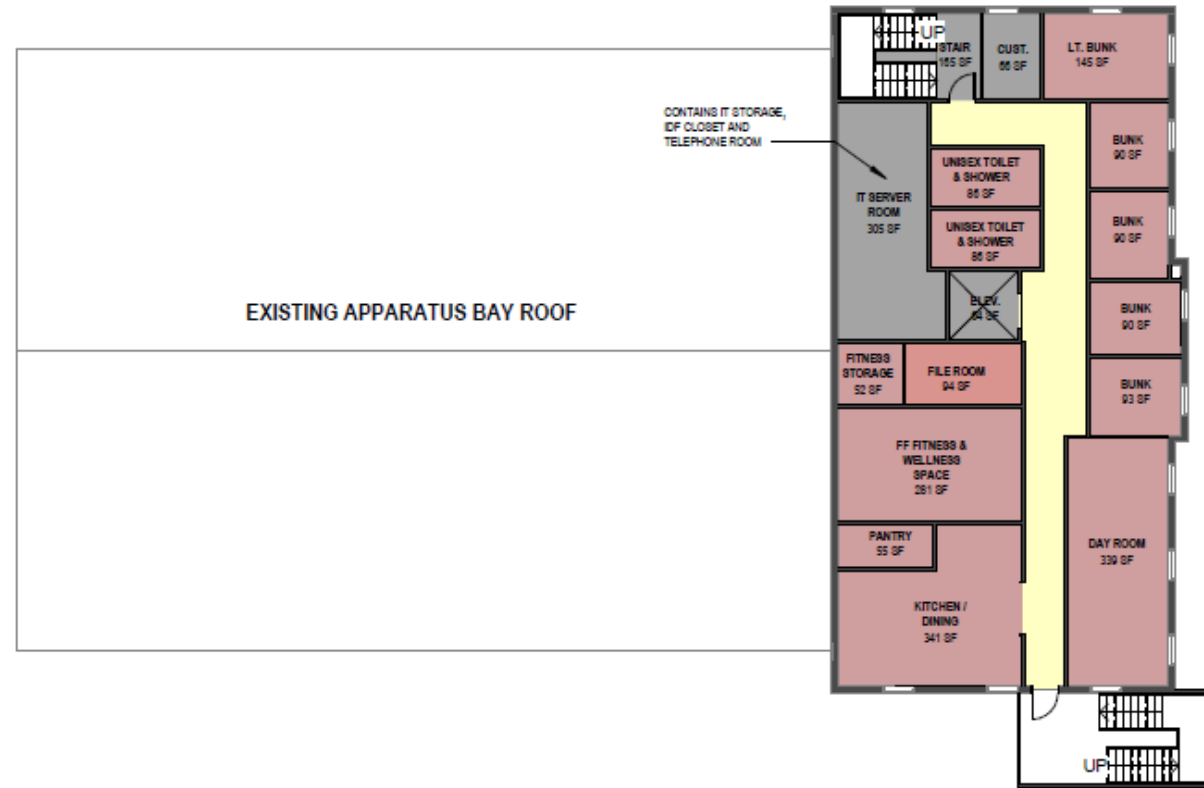 UP
STAIR
165 SF
CUST.
66 SF
LT. BUNK
145 SF
CONTAINS IT STORAGE,
IDF CLOSET AND
TELEPHONE ROOM
BUNK
90 SF
UNISEX TOILET
& SHOWER
86 SF
IT SERVER
ROOM
305 SF
BUNK
90 SF
UNISEX TOILET
& SHOWER
86 SF
EXISTING APPARATUS BAY ROOF
ELEV.
64 SF
BUNK
90 SF
FITNESS
STORAGE
52 SF
FILE ROOM
94 SF
BUNK
93 SF
FF FITNESS &
WELLNESS
SPACE
281 SF
PANTRY
55 SF
DAY ROOM
339 SF
KITCHEN /
DINING
341 SF
UP